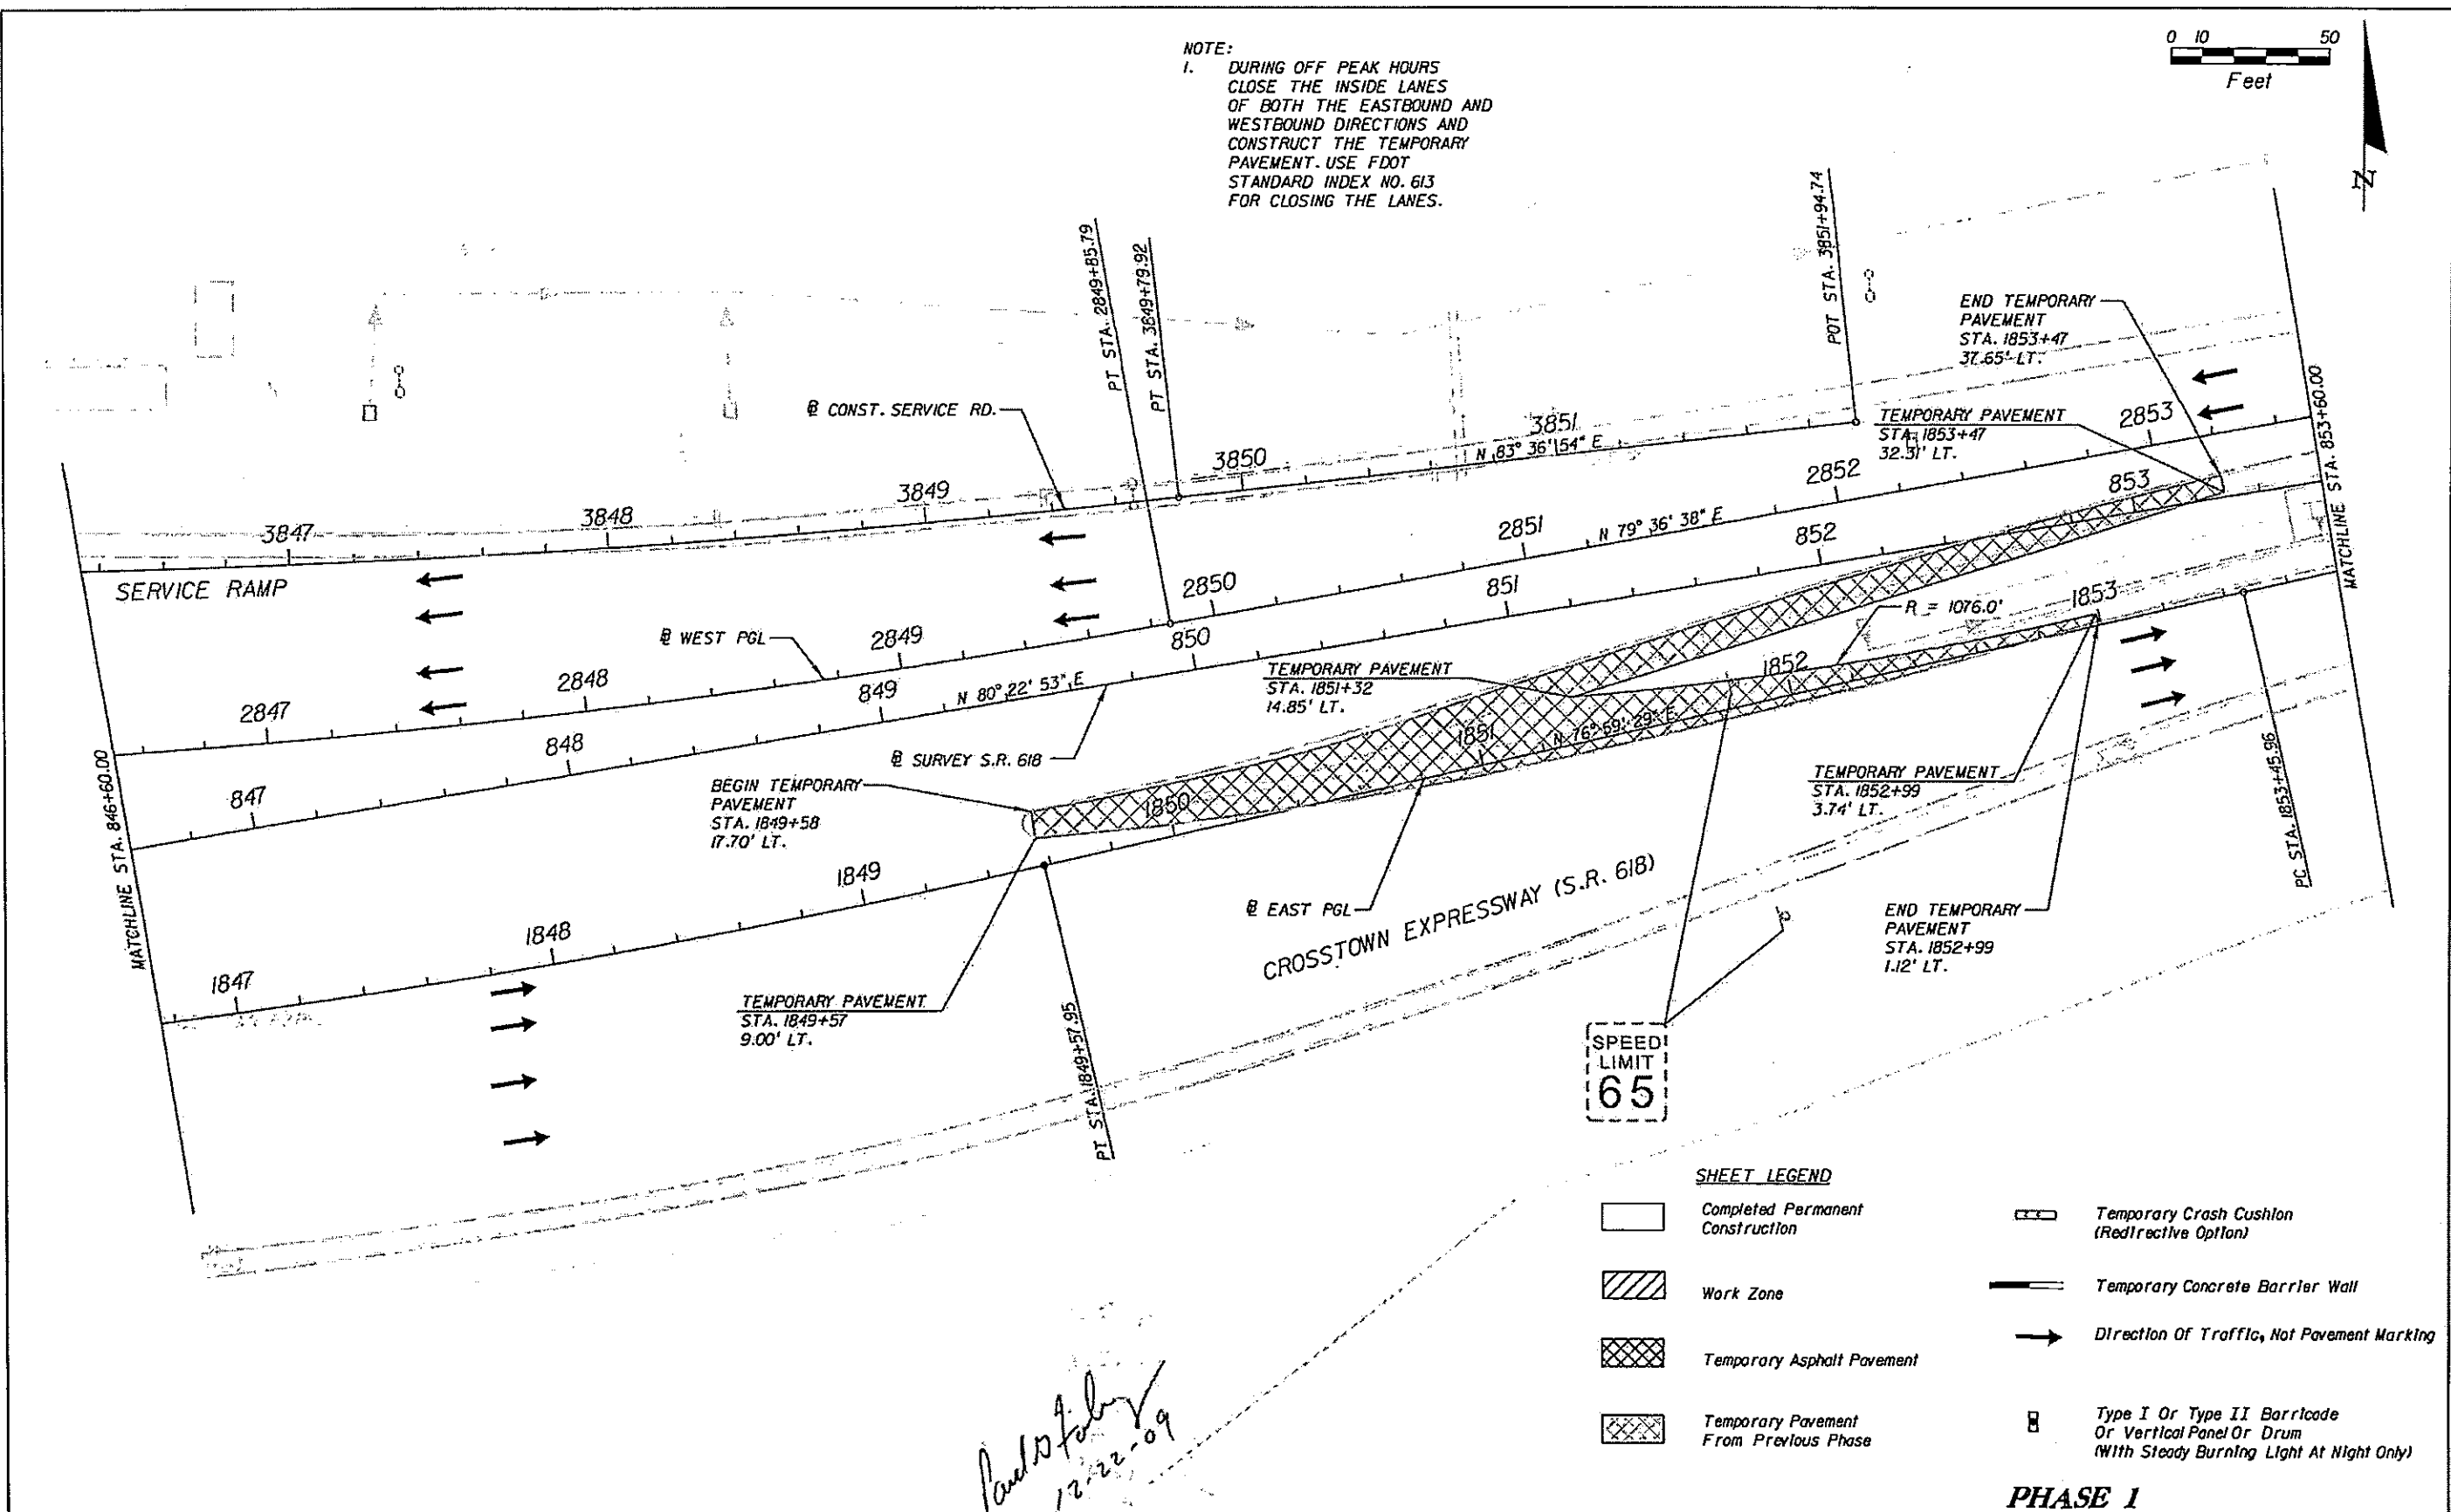 NOTE:
1. DURING OFF PEAK HOURS
CLOSE THE INSIDE LANES
OF BOTH THE EASTBOUND AND
WESTBOUND DIRECTIONS AND
CONSTRUCT THE TEMPORARY
PAVEMENT. USE FDOT
STANDARD INDEX NO. 613
FOR CLOSING THE LANES.
0 10 50
Feet
N
PT STA. 2849+85.79
PT STA. 3849+79.92
POT STA. 3851+94.74
END TEMPORARY
PAVEMENT
STA. 1853+47
37.65' LT.
TEMPORARY PAVEMENT
STA. 1853+47
32.31' LT.
MATCHLINE STA. 853+60.00
℄ CONST. SERVICE RD.
3847
3848
3849
3850
3851
N 83° 36' 54" E
SERVICE RAMP
℄ WEST PGL
2847
2848
2849
2850
2851
2852
2853
N 79° 36' 38" E
847
848
849
850
851
852
853
N 80° 22' 53" E
℄ SURVEY S.R. 618
MATCHLINE STA. 846+60.00
BEGIN TEMPORARY
PAVEMENT
STA. 1849+58
17.70' LT.
TEMPORARY PAVEMENT
STA. 1851+32
14.85' LT.
R = 1076.0'
1847
1848
1849
1850
1851
1852
1853
N 76° 59' 29" E
TEMPORARY PAVEMENT
STA. 1852+99
3.74' LT.
℄ EAST PGL
END TEMPORARY
PAVEMENT
STA. 1852+99
1.12' LT.
PC STA. 1853+45.96
CROSSTOWN EXPRESSWAY (S.R. 618)
TEMPORARY PAVEMENT
STA. 1849+57
9.00' LT.
PT STA. 1849+57.95
SPEED
LIMIT
65
SHEET LEGEND
Completed Permanent
Construction
Work Zone
Temporary Asphalt Pavement
Temporary Pavement
From Previous Phase
Temporary Crash Cushion
(Redirective Option)
Temporary Concrete Barrier Wall
Direction Of Traffic, Not Pavement Marking
Type I Or Type II Barricade
Or Vertical Panel Or Drum
(With Steady Burning Light At Night Only)
12-22-09
PHASE 1